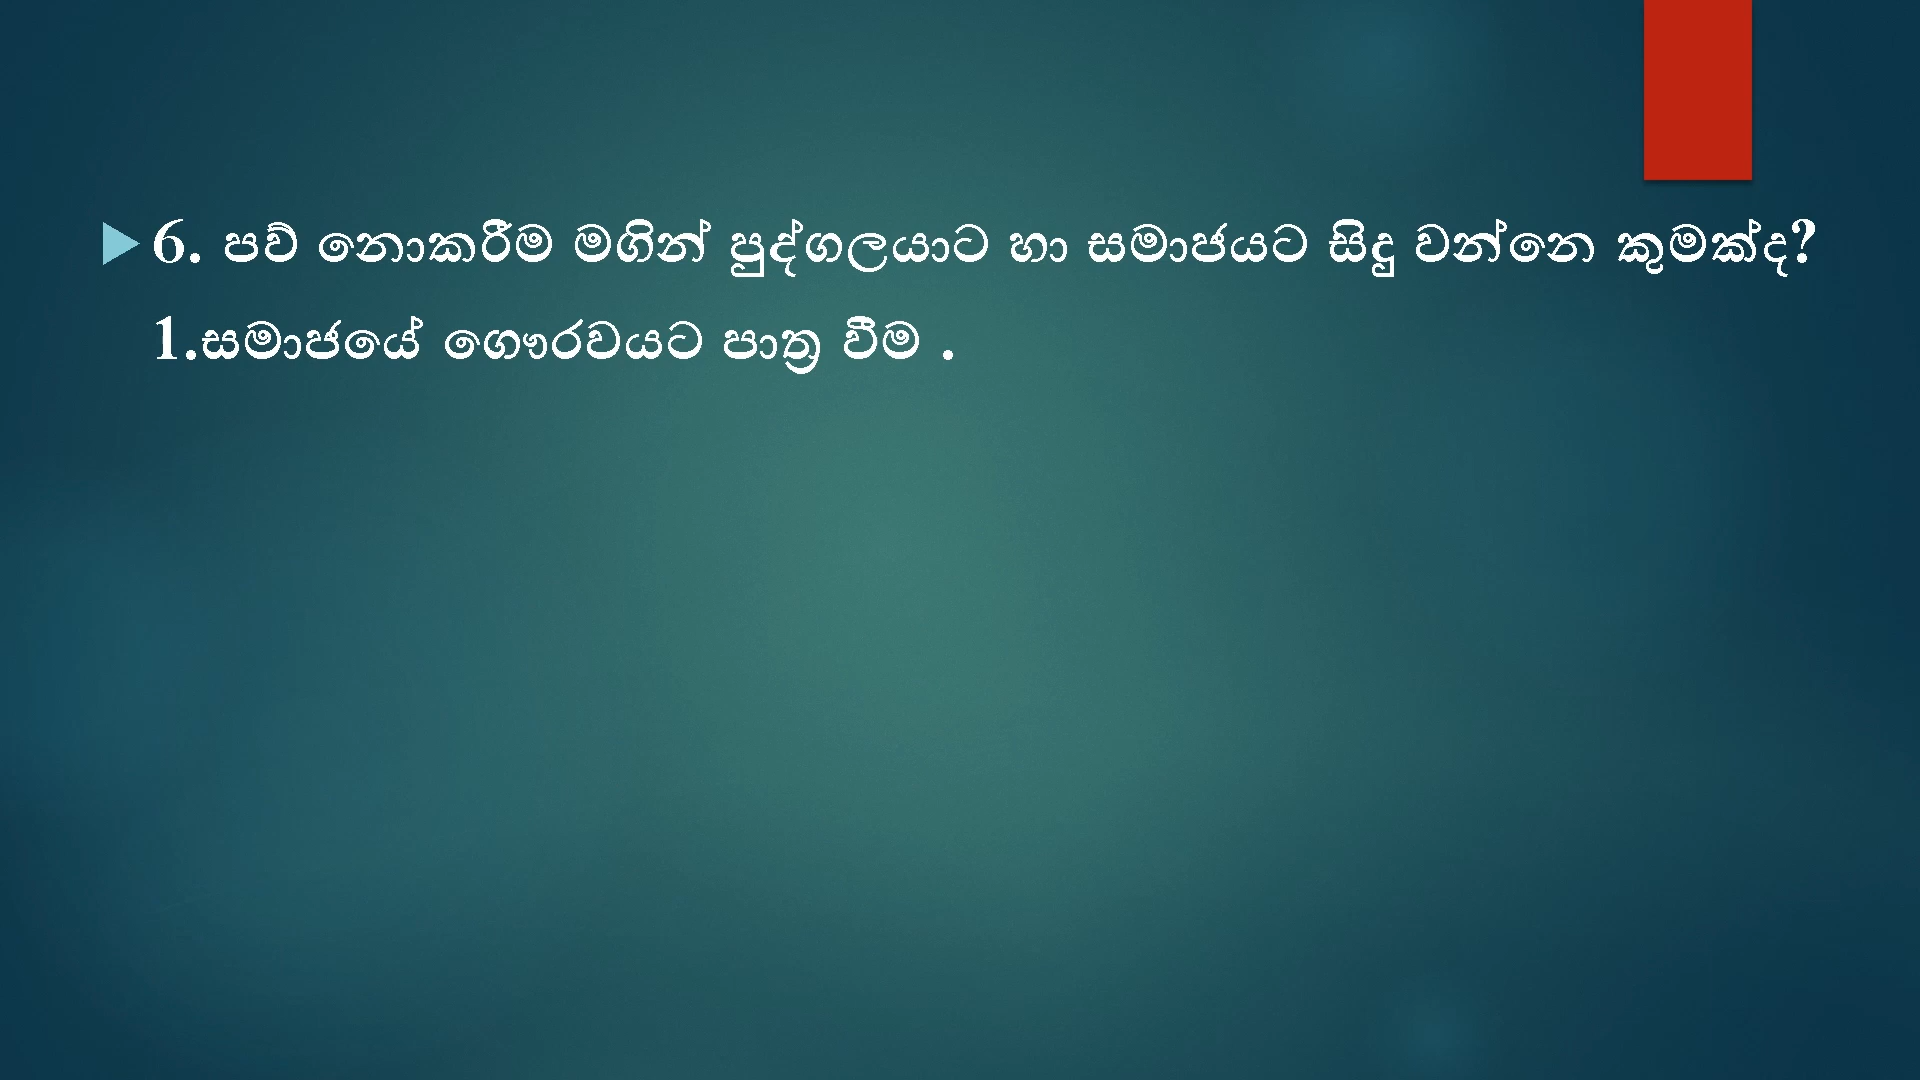 6. පව් නොකරීම මගින් පුද්ගලයාට හා සමාජයට සිදු වන්නෙ කුමක්ද?
1.සමාජයේ ගෞරවයට පාත්‍ර වීම .